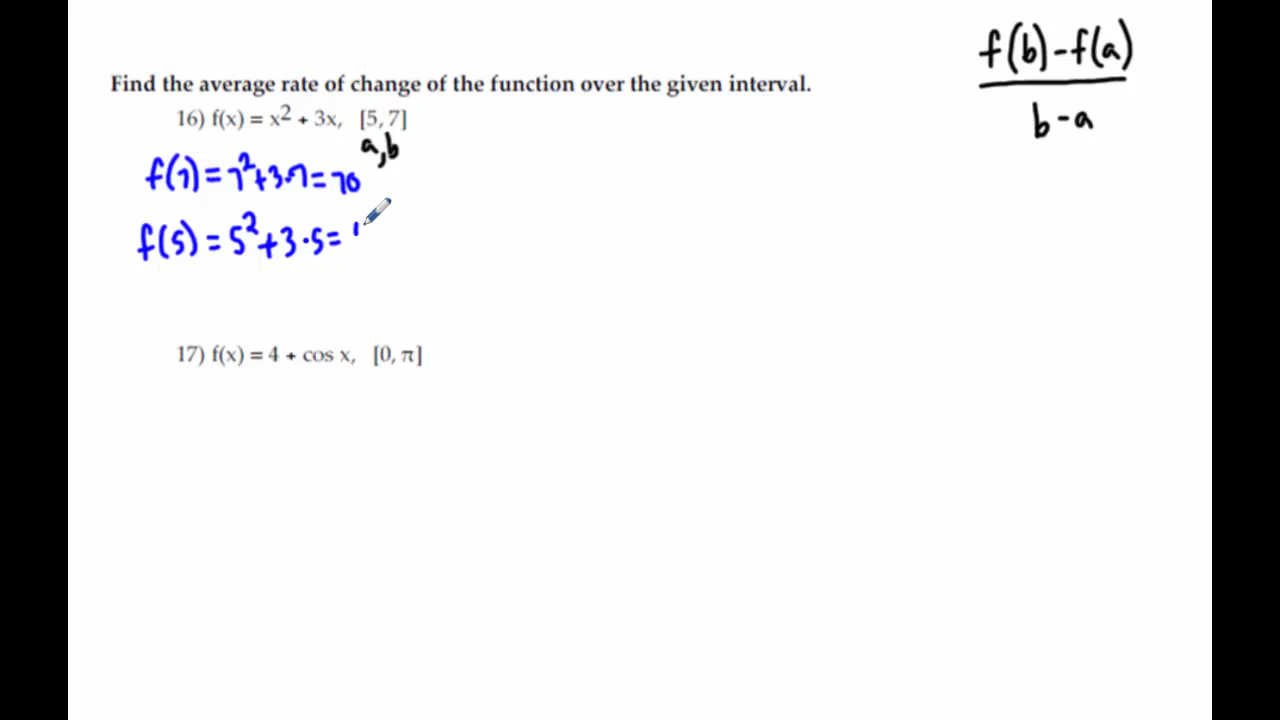 f(b)-f(a)
b-a
Find the average rate of change of the function over the given interval.
16) f(x) = x² + 3x, [5, 7]
a,b
f(7)=7²+3·7=70
f(5)=5²+3·5=
17) f(x) = 4 + cos x, [0, π]